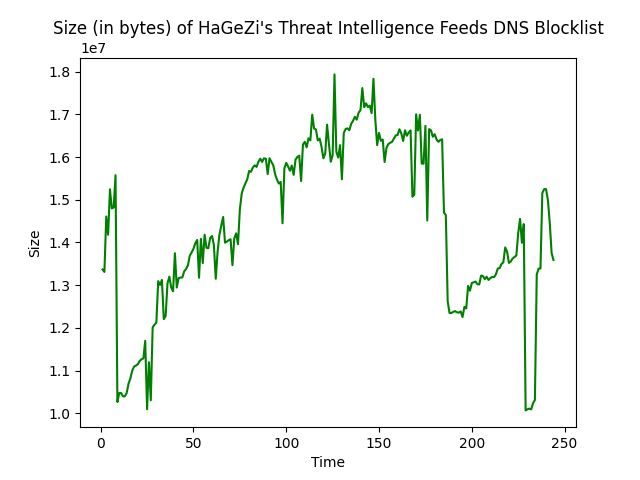 Size (in bytes) of HaGeZi's Threat Intelligence Feeds DNS Blocklist
1e7
1.8
1.7
1.6
1.5
1.4
1.3
1.2
1.1
1.0
Size
0 50 100 150 200 250
Time